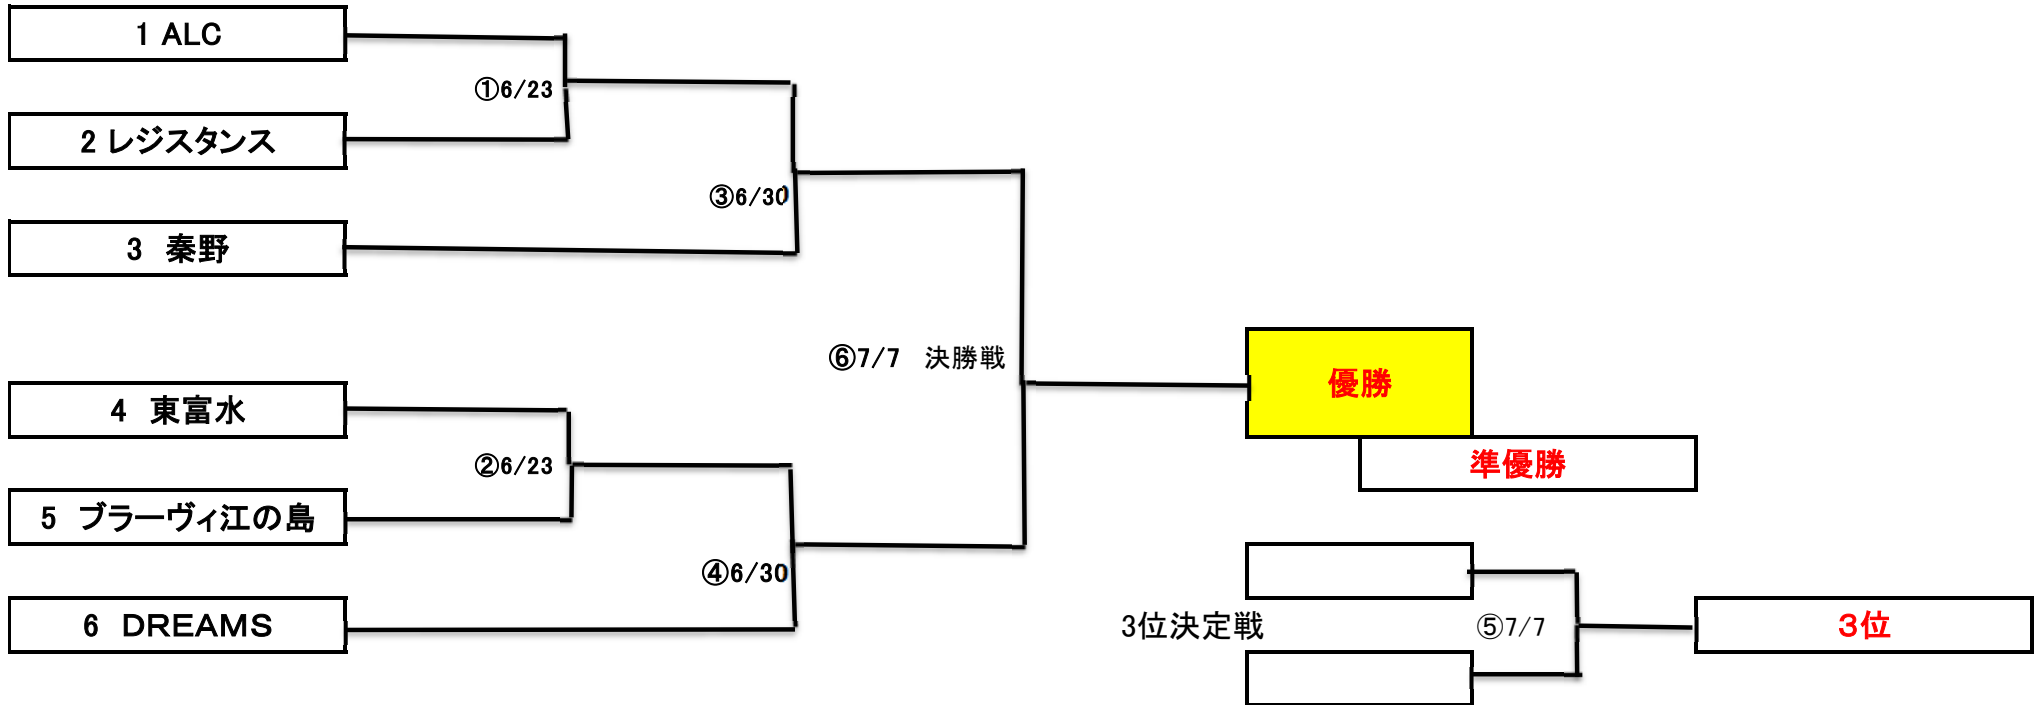 1 ALC
①6/23
2 レジスタンス
③6/30
3 秦野
⑥7/7 決勝戦
優勝
4 東富水
②6/23
準優勝
5 ブラーヴィ江の島
④6/30
6 DREAMS
3位決定戦
⑤7/7
3位